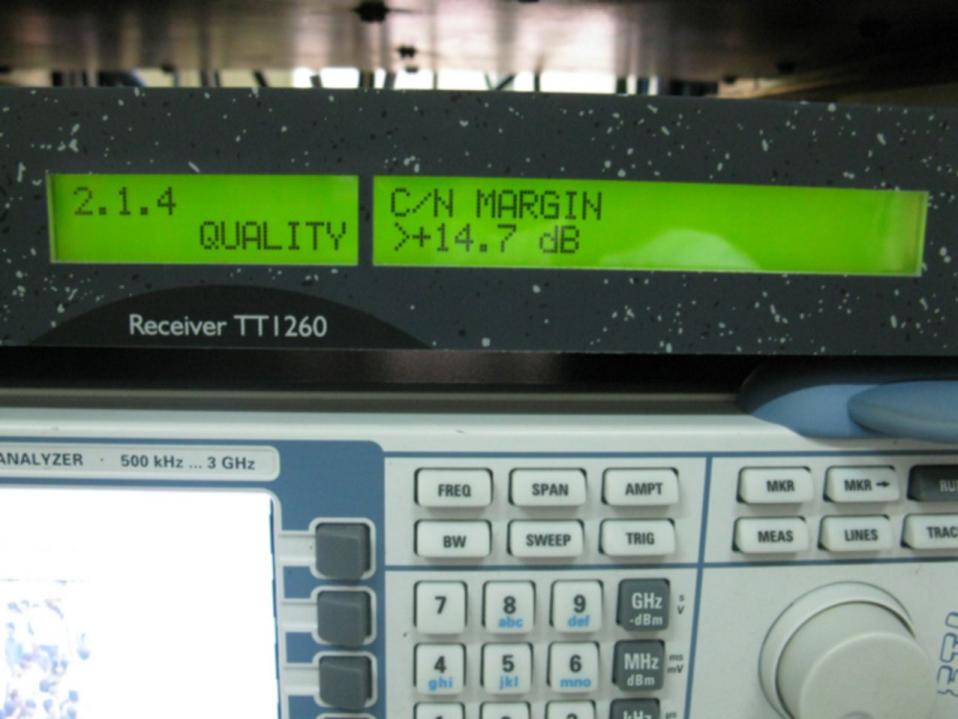 2.1.4
QUALITY
C/N MARGIN
>+14.7 dB
Receiver TT1260
ANALYZER · 500 kHz ... 3 GHz
FREQ SPAN AMPT
BW SWEEP TRIG
MKR MKR➞
MEAS LINES
7 8 abc 9 def GHz -dBm s V
4 ghi 5 jkl 6 mno MHz dBm ms mV